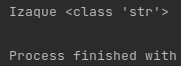 Izaque <class 'str'>
Process finished with